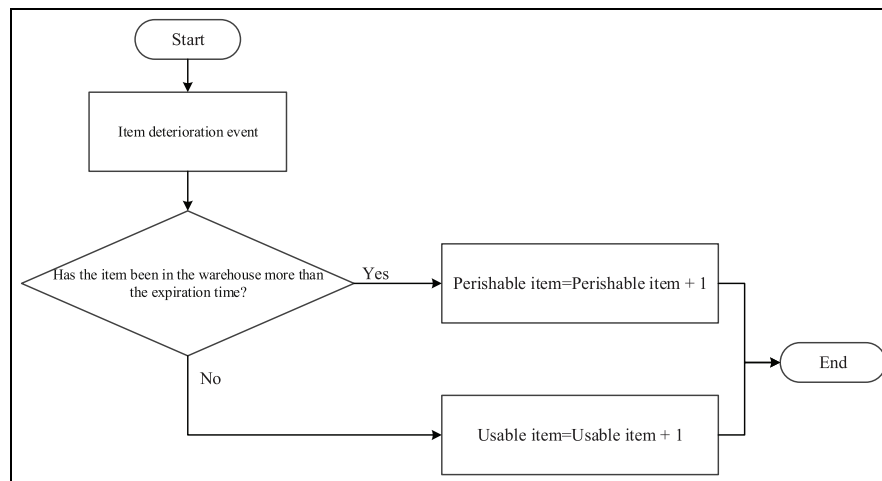 Start
Item deterioration event
Has the item been in the warehouse more than
the expiration time?
Yes
Perishable item=Perishable item + 1
End
No
Usable item=Usable item + 1